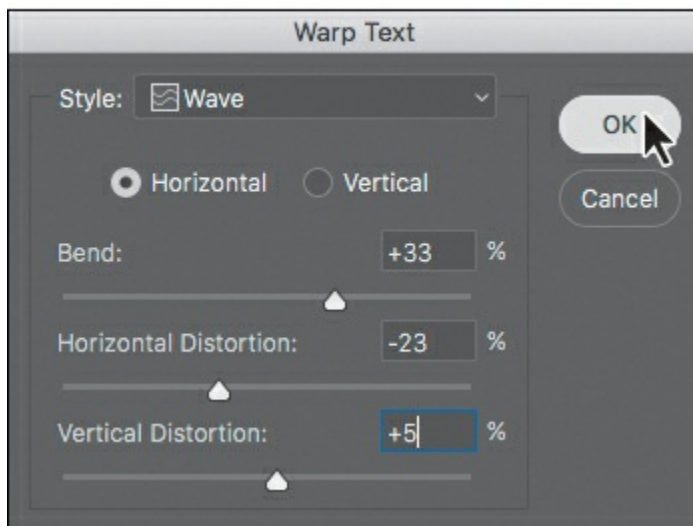 Warp Text
Style: Wave
OK
Horizontal Vertical
Cancel
Bend: +33 %
Horizontal Distortion: -23 %
Vertical Distortion: +5 %